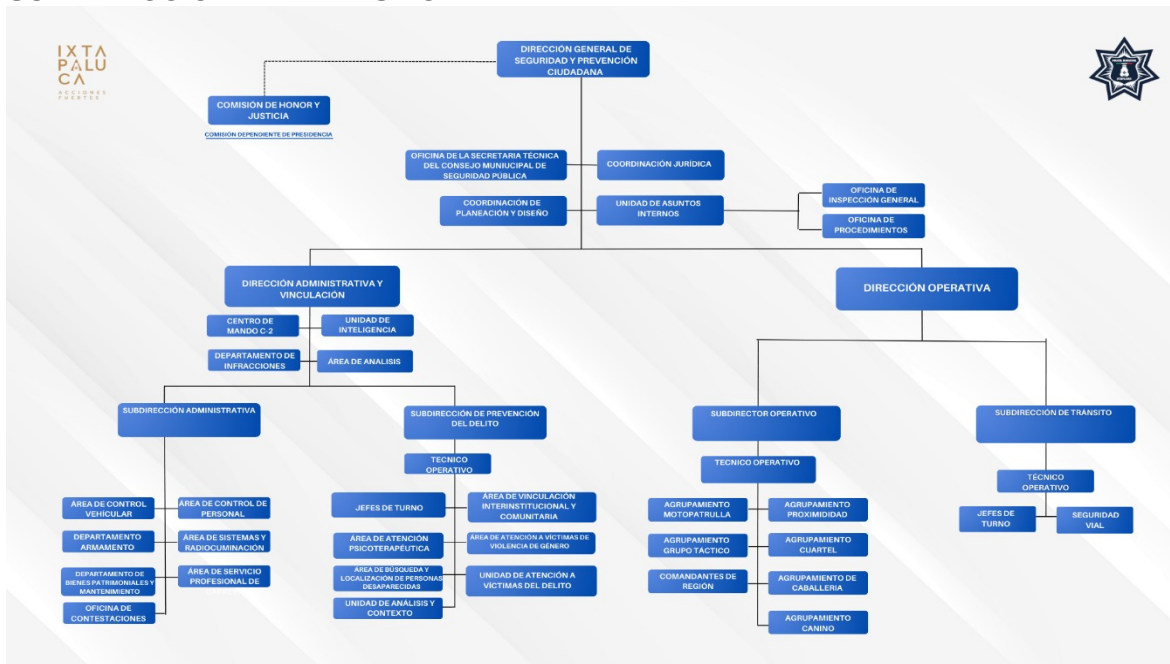 IXTA
PALU
CA
ACCIONES
FUERTES
DIRECCIÓN GENERAL DE
SEGURIDAD Y PREVENCIÓN
CIUDADANA
COMISIÓN DE HONOR Y
JUSTICIA
COMISIÓN DEPENDIENTE DE PRESIDENCIA
OFICINA DE LA SECRETARIA TÉCNICA
DEL CONSEJO MUNIUCIPAL DE
SEGURIDAD PÚBLICA
COORDINACIÓN JURÍDICA
COORDINACIÓN DE
PLANEACIÓN Y DISEÑO
UNIDAD DE ASUNTOS
INTERNOS
OFICINA DE
INSPECCIÓN GENERAL
OFICINA DE
PROCEDIMIENTOS
DIRECCIÓN ADMINISTRATIVA Y
VINCULACIÓN
DIRECCIÓN OPERATIVA
CENTRO DE
MANDO C-2
UNIDAD DE
INTELIGENCIA
DEPARTAMENTO DE
INFRACCIONES
ÁREA DE ANALISIS
SUBDIRECCIÓN ADMINISTRATIVA
SUBDIRECCIÓN DE PREVENCIÓN
DEL DELITO
SUBDIRECTOR OPERATIVO
SUBDIRECCIÓN DE TRÁNSITO
ÁREA DE CONTROL
VEHÍCULAR
ÁREA DE CONTROL DE
PERSONAL
DEPARTAMENTO
ARMAMENTO
ÁREA DE SISTEMAS Y
RADIOCUMINACIÓN
DEPARTAMENTO DE
BIENES PATRIMONIALES Y
MANTENIMIENTO
ÁREA DE SERVICIO
PROFESIONAL DE
OFICINA DE
CONTESTACIONES
TECNICO
OPERATIVO
JEFES DE TURNO
ÁREA DE VINCULACIÓN
INTERINSTITUCIONAL Y
COMUNITARIA
ÁREA DE ATENCIÓN
PSICOTERAPÉUTICA
ÁREA DE ATENCIÓN A VÍCTIMAS DE
VIOLENCIA DE GÉNERO
ÁREA DE BÚSQUEDA Y
LOCALIZACIÓN DE PERSONAS
DESAPARECIDAS
UNIDAD DE ATENCIÓN A
VÍCTIMAS DEL DELITO
UNIDAD DE ANÁLISIS Y
CONTEXTO
TECNICO OPERATIVO
AGRUPAMIENTO
MOTOPATRULLA
AGRUPAMIENTO
PROXIMIDIDAD
AGRUPAMIENTO
GRUPO TÁCTICO
AGRUPAMIENTO
CUARTEL
COMANDANTES DE
REGIÓN
AGRUPAMIENTO DE
CABALLERIA
AGRUPAMIENTO
CANINO
TÉCNICO
OPERATIVO
JEFES DE
TURNO
SEGURIDAD
VIAL